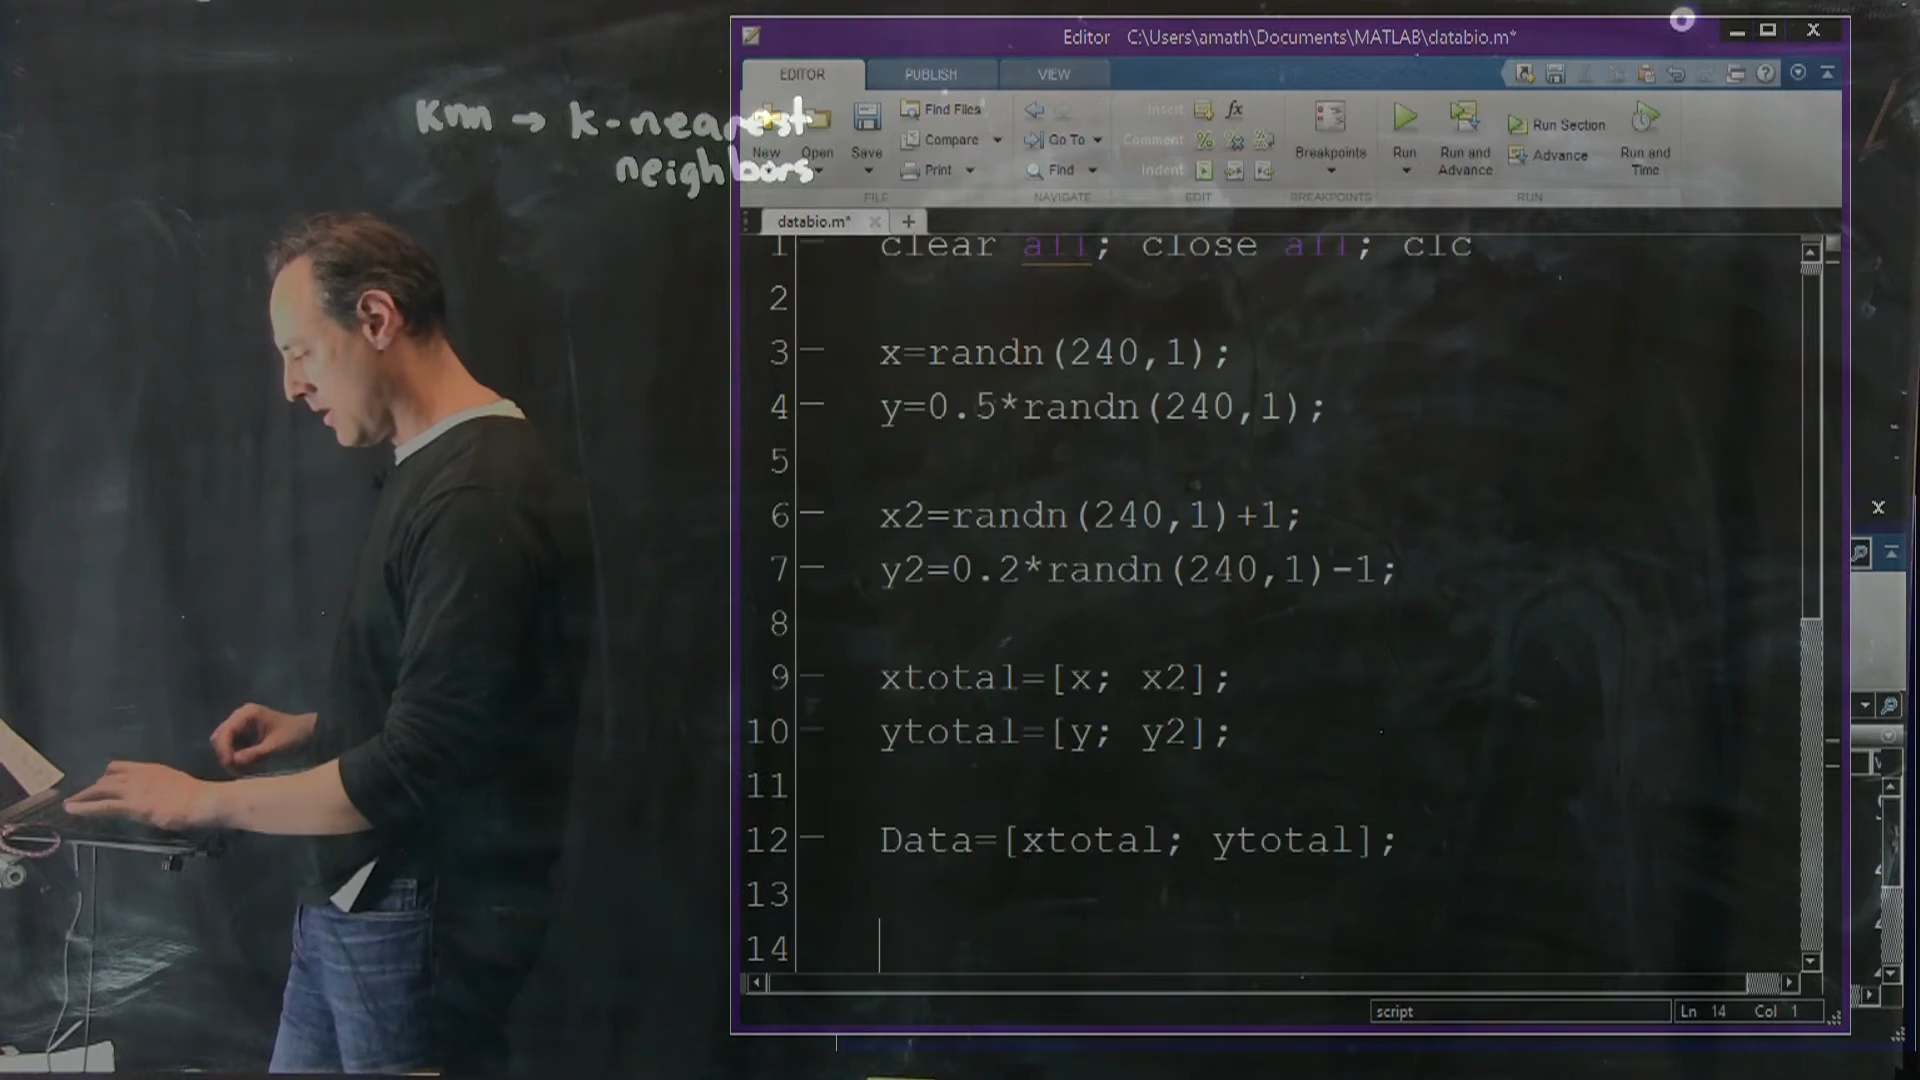 Knn → k-nearest
neighbors
Editor C:\Users\amath\Documents\MATLAB\databio.m*
EDITOR PUBLISH VIEW
New Open Save
Find Files
Compare
Print
FILE
Go To
Find
NAVIGATE
Insert fx
Comment
Indent
EDIT
Breakpoints
BREAKPOINTS
Run
Run and Advance
Run Section
Advance
Run and Time
RUN
databio.m* × +
1 clear all; close all; clc
2
3 x=randn(240,1);
4 y=0.5*randn(240,1);
5
6 x2=randn(240,1)+1;
7 y2=0.2*randn(240,1)-1;
8
9 xtotal=[x; x2];
10 ytotal=[y; y2];
11
12 Data=[xtotal; ytotal];
13
14
script Ln 14 Col 1